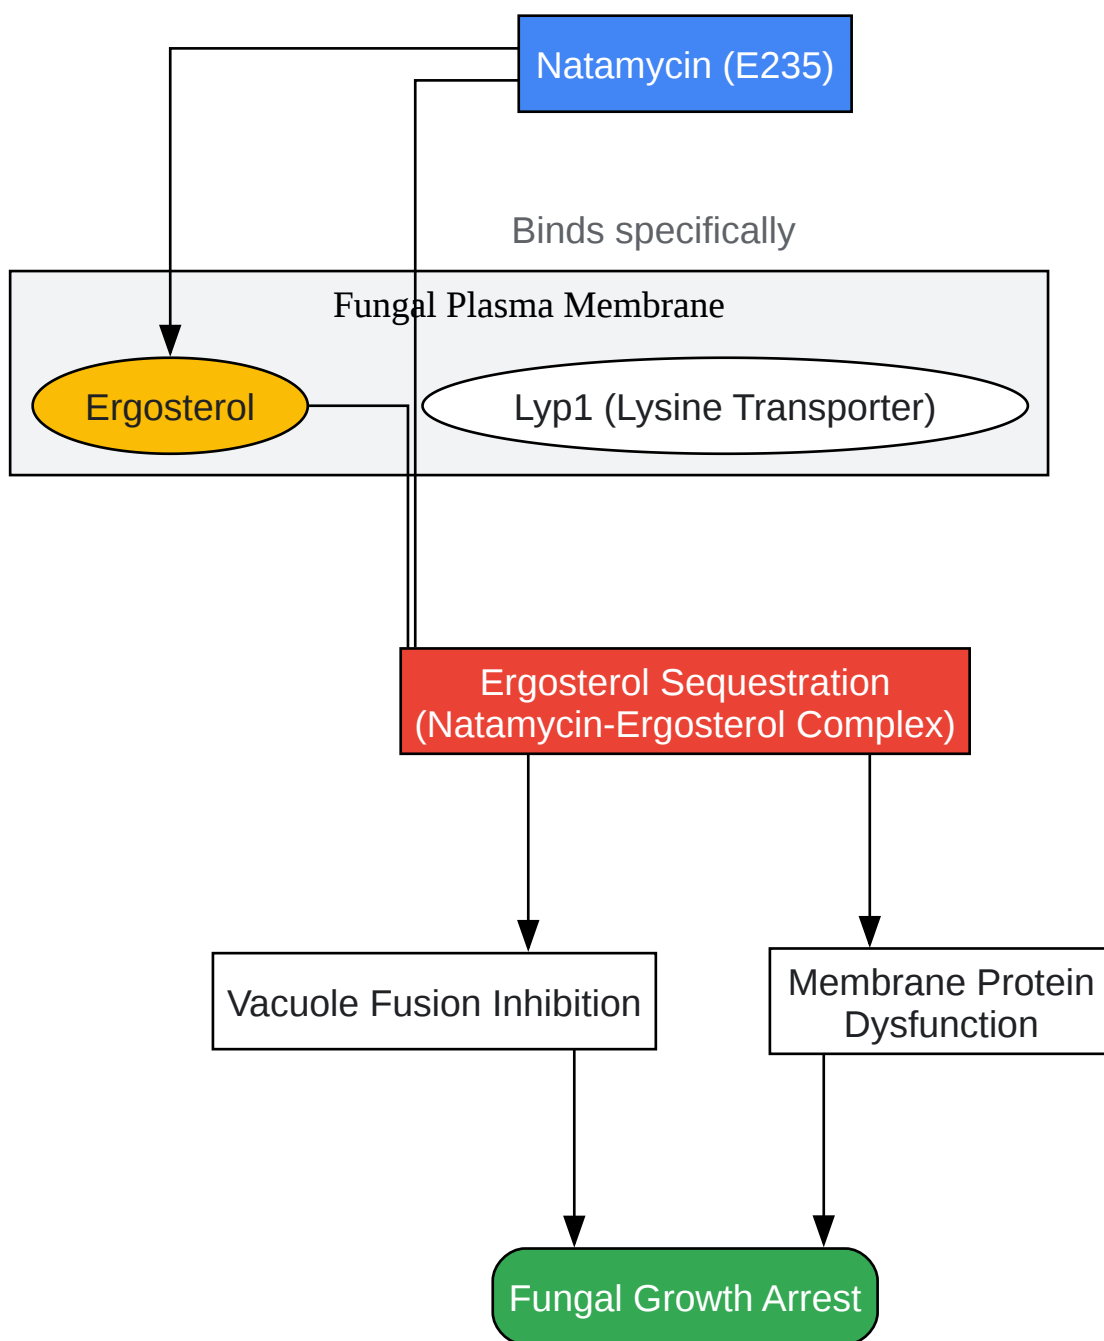 Natamycin (E235)
Binds specifically
Fungal Plasma Membrane
Ergosterol
Lyp1 (Lysine Transporter)
Ergosterol Sequestration
(Natamycin-Ergosterol Complex)
Vacuole Fusion Inhibition
Membrane Protein
Dysfunction
Fungal Growth Arrest